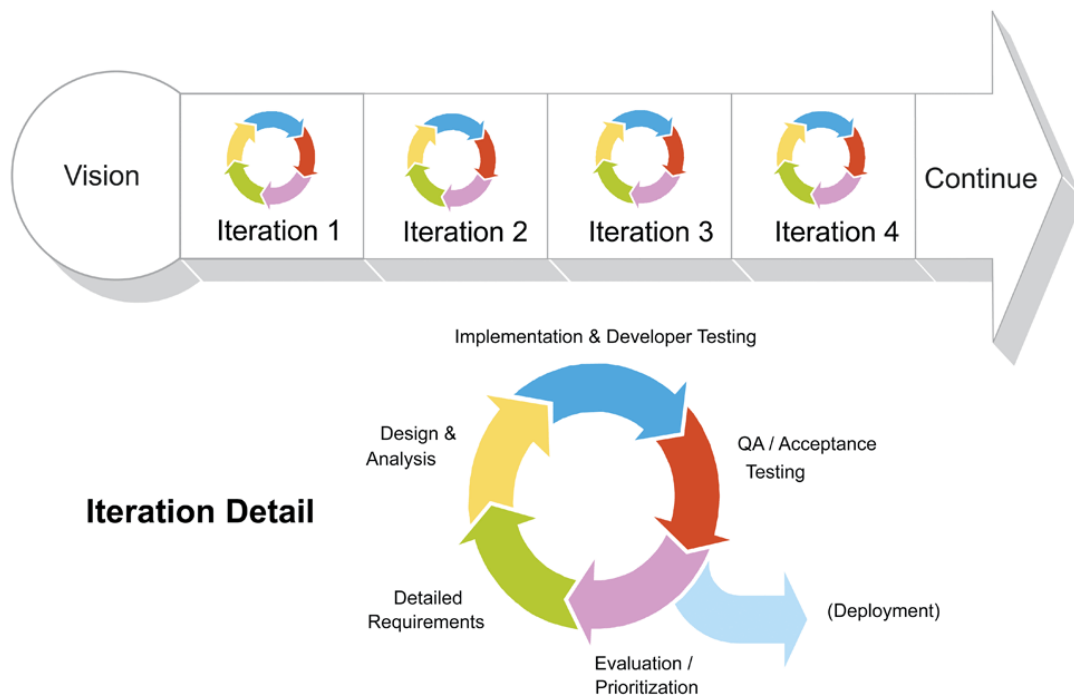 Vision
Iteration 1
Iteration 2
Iteration 3
Iteration 4
Continue
Implementation & Developer Testing
Design &
Analysis
QA / Acceptance
Testing
Iteration Detail
Detailed
Requirements
(Deployment)
Evaluation /
Prioritization